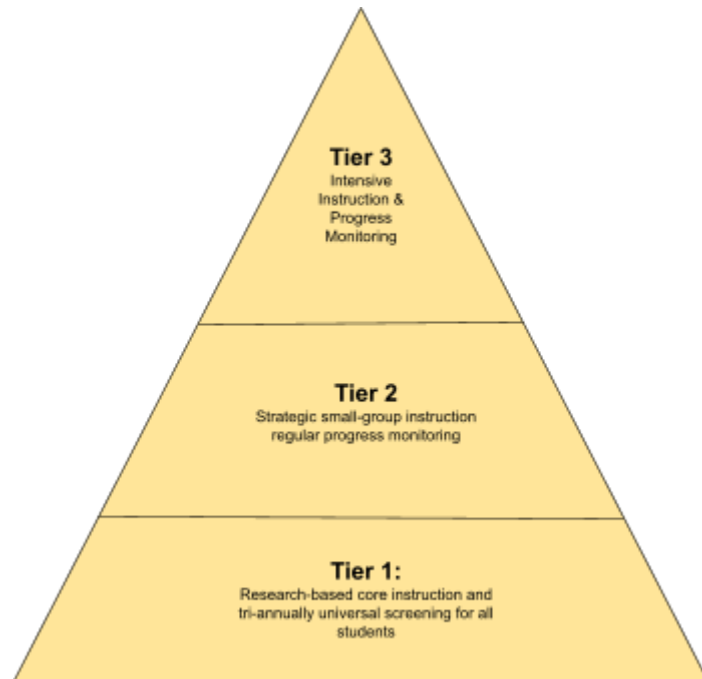 Tier 3
Intensive
Instruction &
Progress
Monitoring
Tier 2
Strategic small-group instruction
regular progress monitoring
Tier 1:
Research-based core instruction and
tri-annually universal screening for all
students